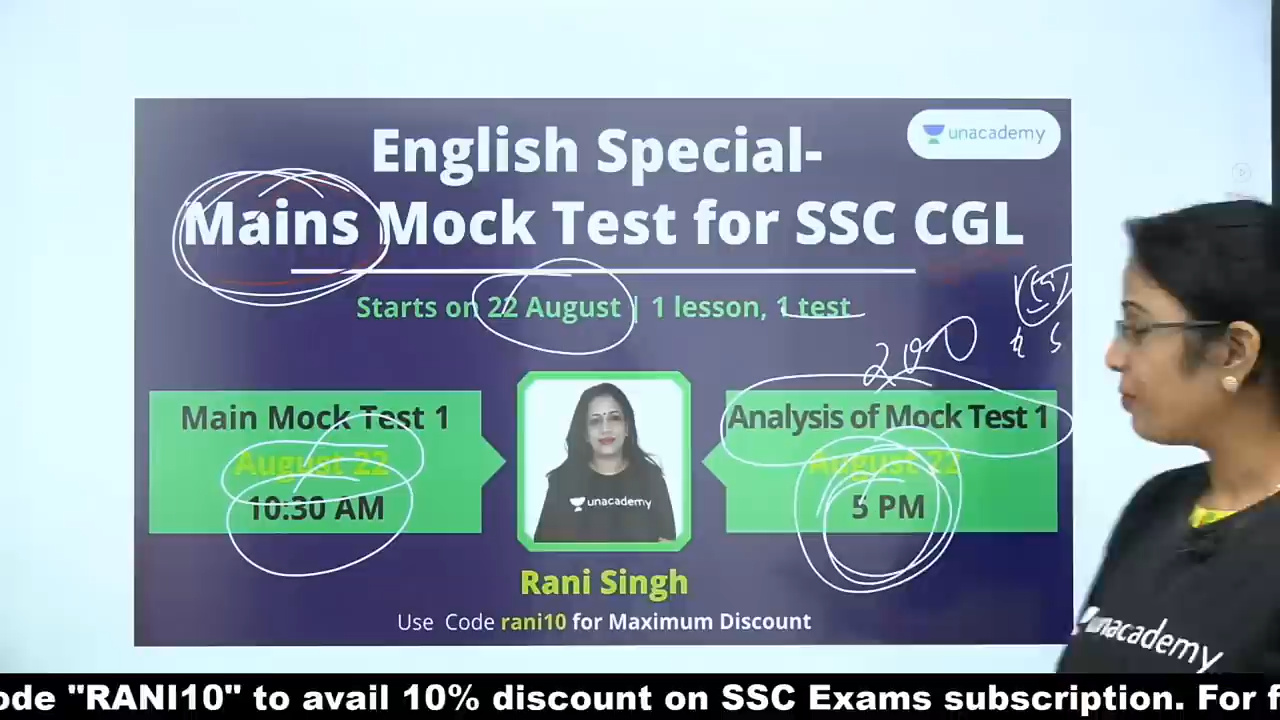 English Special-
unacademy
Mains Mock Test for SSC CGL
Starts on 22 August | 1 lesson, 1 test
200
Main Mock Test 1
August 22
10:30 AM
Analysis of Mock Test 1
August 22
5 PM
unacademy
Rani Singh
Use Code rani10 for Maximum Discount
unacademy
ode "RANI10" to avail 10% discount on SSC Exams subscription. For f